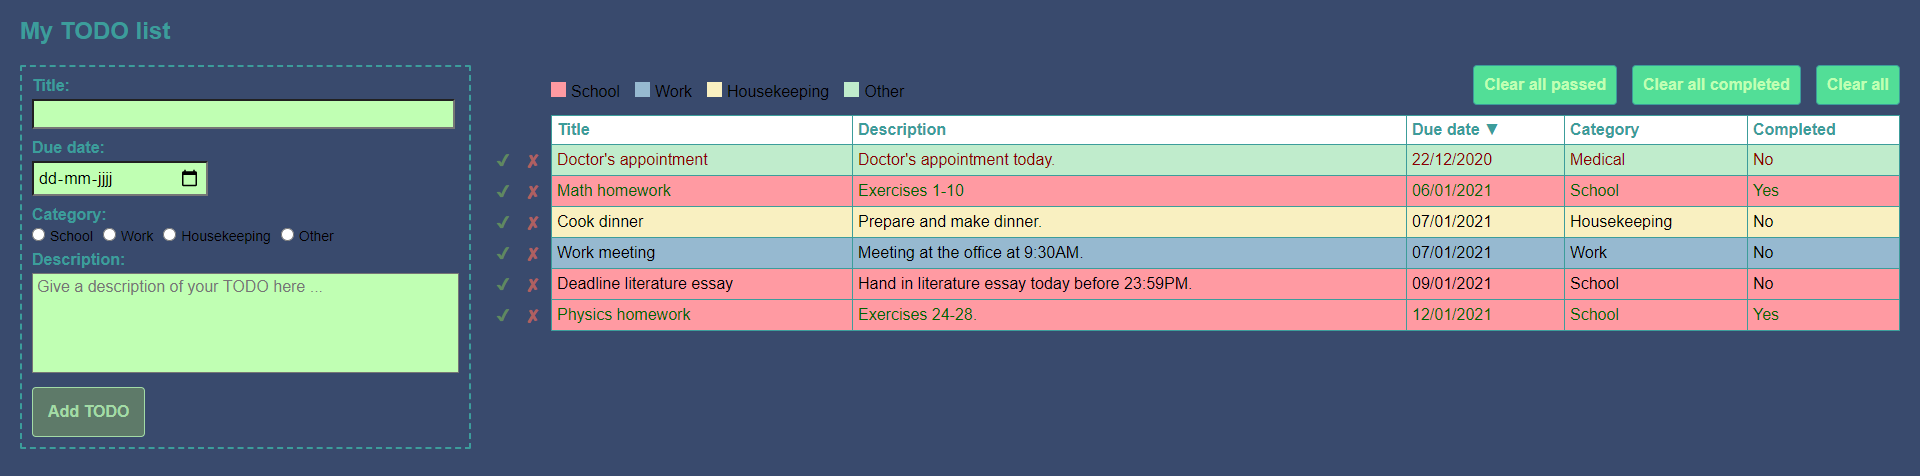 My TODO list
Title:
Due date:
dd-mm-jjjj
Category:
School Work Housekeeping Other
Description:
Give a description of your TODO here ...
Add TODO
School Work Housekeeping Other
Clear all passed Clear all completed Clear all
Title Description Due date ▼ Category Completed
✔ ✘ Doctor's appointment Doctor's appointment today. 22/12/2020 Medical No
✔ ✘ Math homework Exercises 1-10 06/01/2021 School Yes
✔ ✘ Cook dinner Prepare and make dinner. 07/01/2021 Housekeeping No
✔ ✘ Work meeting Meeting at the office at 9:30AM. 07/01/2021 Work No
✔ ✘ Deadline literature essay Hand in literature essay today before 23:59PM. 09/01/2021 School No
✔ ✘ Physics homework Exercises 24-28. 12/01/2021 School Yes